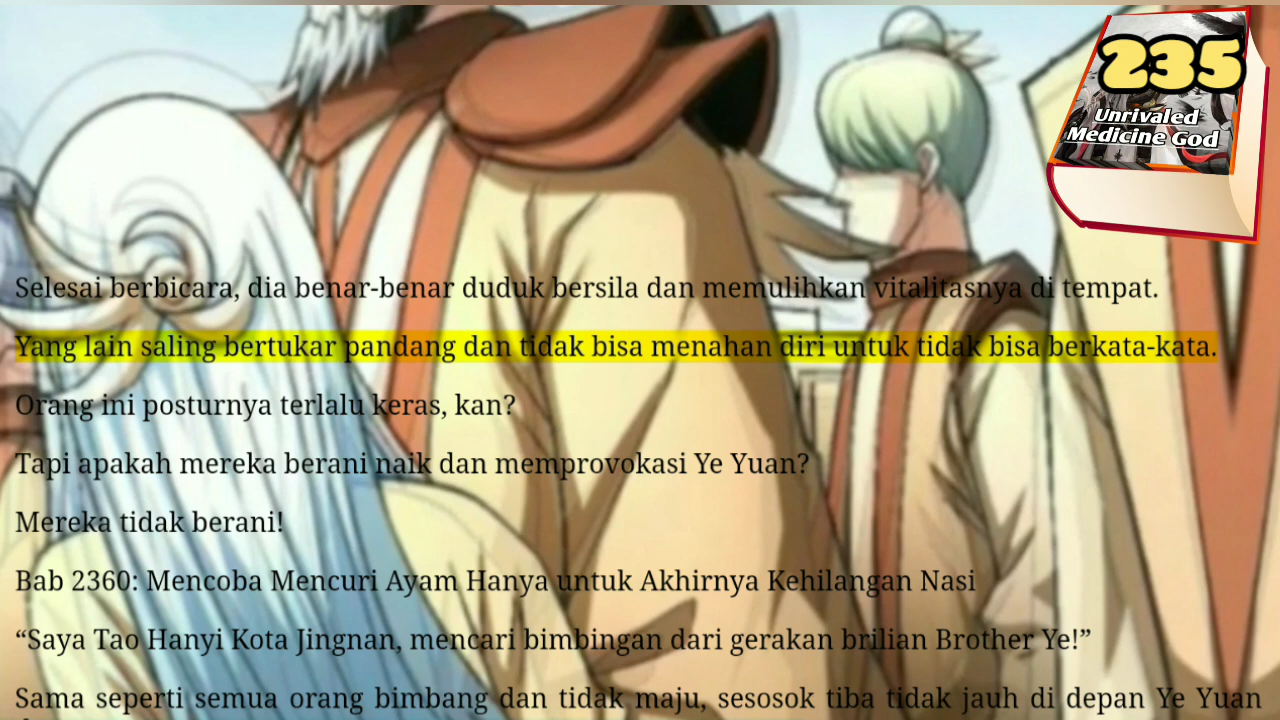 235
Unrivaled
Medicine God
Selesai berbicara, dia benar-benar duduk bersila dan memulihkan vitalitasnya di tempat.
Yang lain saling bertukar pandang dan tidak bisa menahan diri untuk tidak bisa berkata-kata.
Orang ini posturnya terlalu keras, kan?
Tapi apakah mereka berani naik dan memprovokasi Ye Yuan?
Mereka tidak berani!
Bab 2360: Mencoba Mencuri Ayam Hanya untuk Akhirnya Kehilangan Nasi
“Saya Tao Hanyi Kota Jingnan, mencari bimbingan dari gerakan brilian Brother Ye!”
Sama seperti semua orang bimbang dan tidak maju, sesosok tiba tidak jauh di depan Ye Yuan